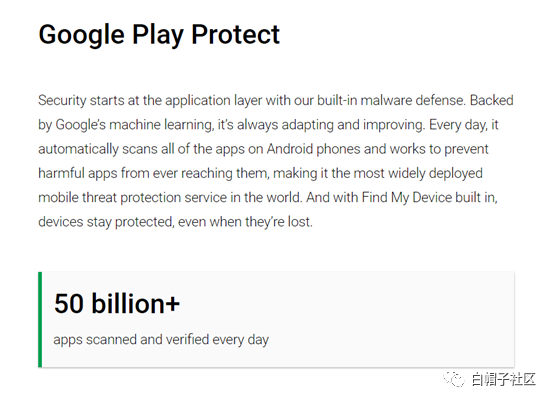 Google Play Protect
Security starts at the application layer with our built-in malware defense. Backed
by Google’s machine learning, it’s always adapting and improving. Every day, it
automatically scans all of the apps on Android phones and works to prevent
harmful apps from ever reaching them, making it the most widely deployed
mobile threat protection service in the world. And with Find My Device built in,
devices stay protected, even when they’re lost.
50 billion+
apps scanned and verified every day
白帽子社区